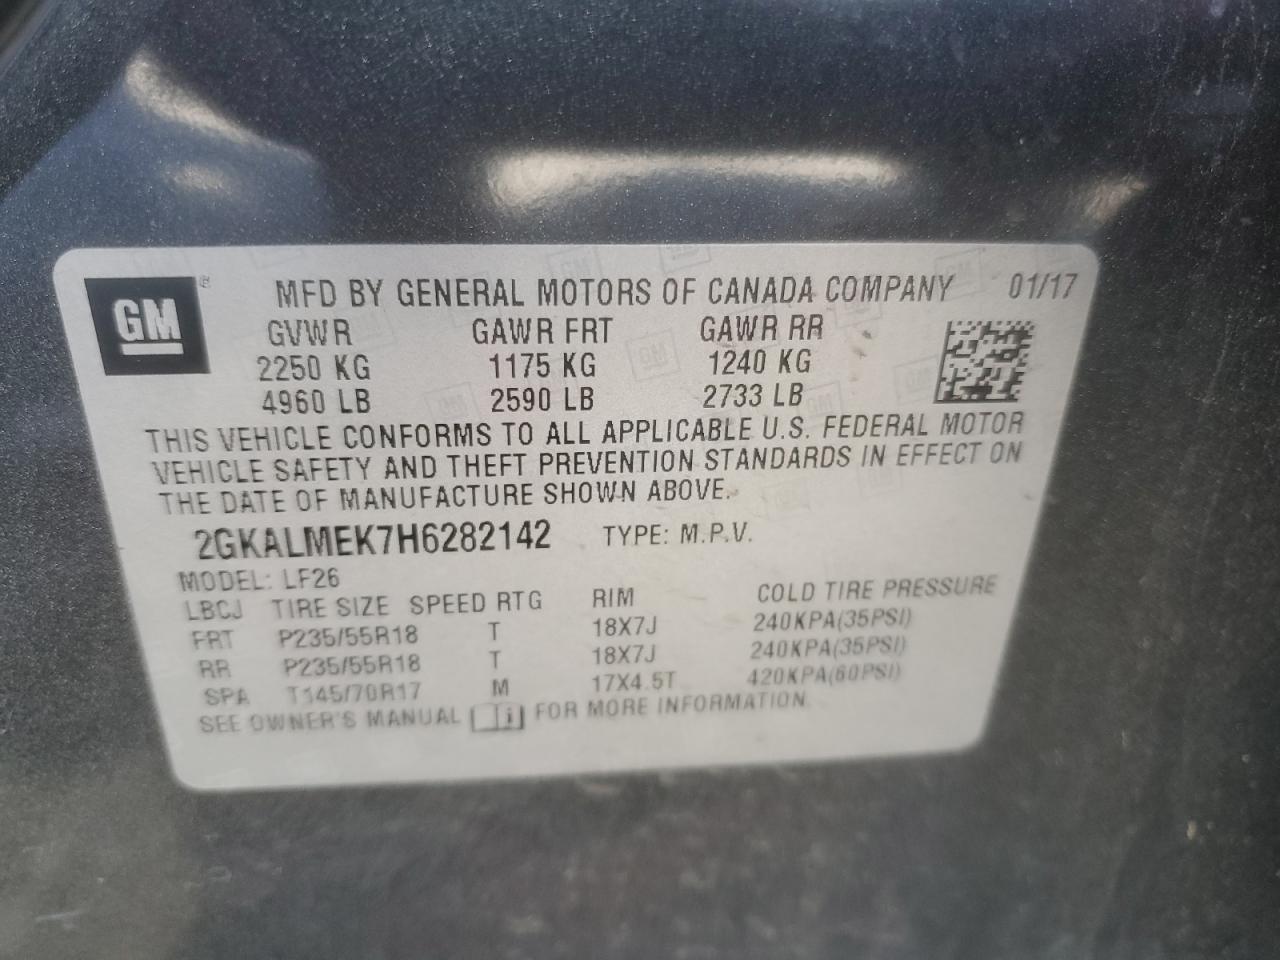 GM ® MFD BY GENERAL MOTORS OF CANADA COMPANY 01/17
GVWR GAWR FRT GAWR RR
2250 KG 1175 KG 1240 KG
4960 LB 2590 LB 2733 LB
THIS VEHICLE CONFORMS TO ALL APPLICABLE U.S. FEDERAL MOTOR
VEHICLE SAFETY AND THEFT PREVENTION STANDARDS IN EFFECT ON
THE DATE OF MANUFACTURE SHOWN ABOVE.
2GKALMEK7H6282142 TYPE: M.P.V.
MODEL: LF26
LBCJ TIRE SIZE SPEED RTG RIM COLD TIRE PRESSURE
FRT P235/55R18 T 18X7J 240KPA(35PSI)
RR P235/55R18 T 18X7J 240KPA(35PSI)
SPA T145/70R17 M 17X4.5T 420KPA(60PSI)
SEE OWNER'S MANUAL i FOR MORE INFORMATION.